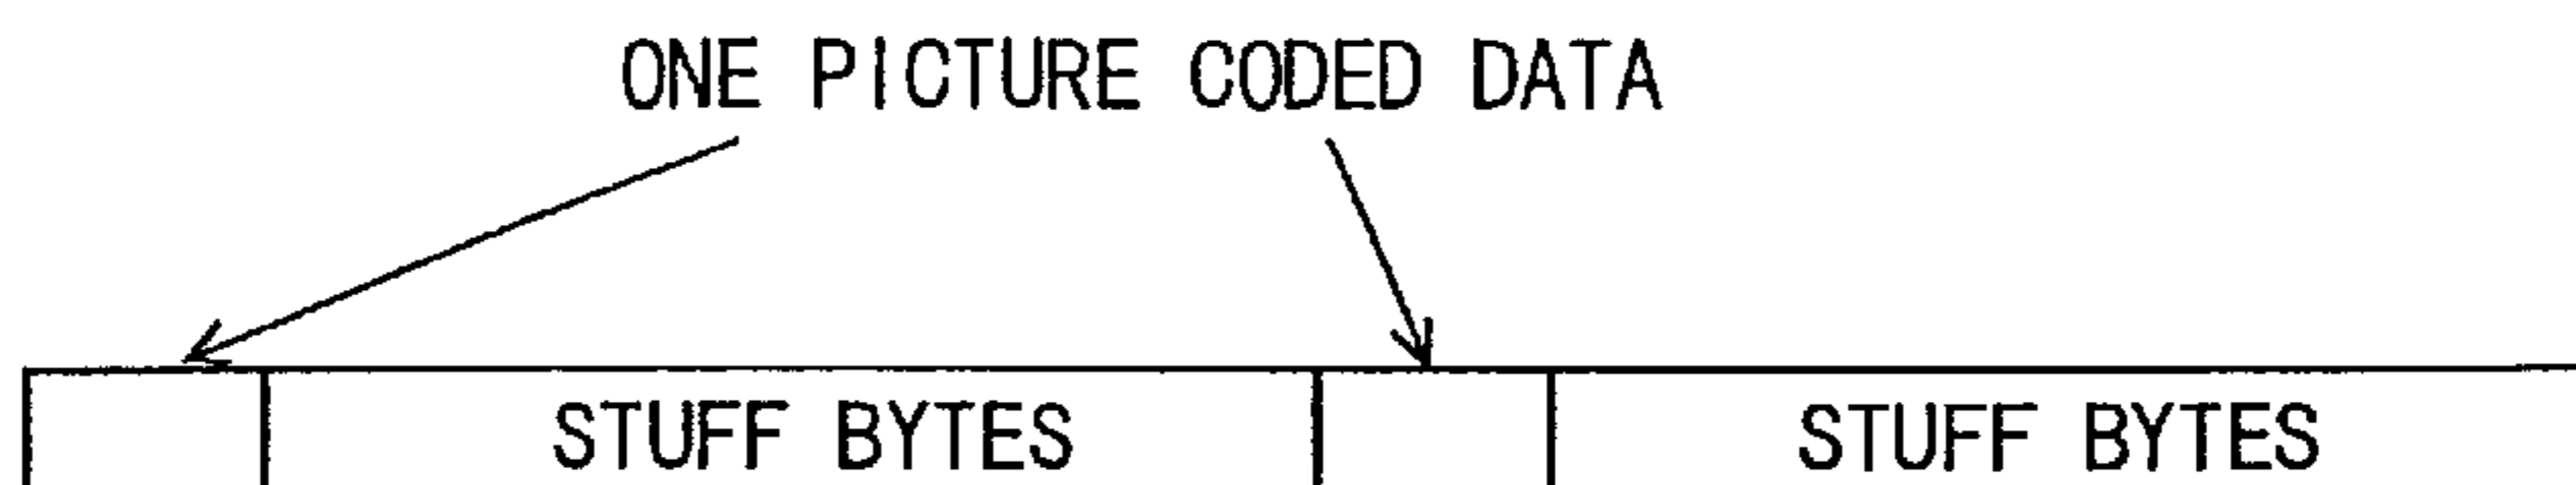 ONE PICTURE CODED DATA
STUFF BYTES STUFF BYTES